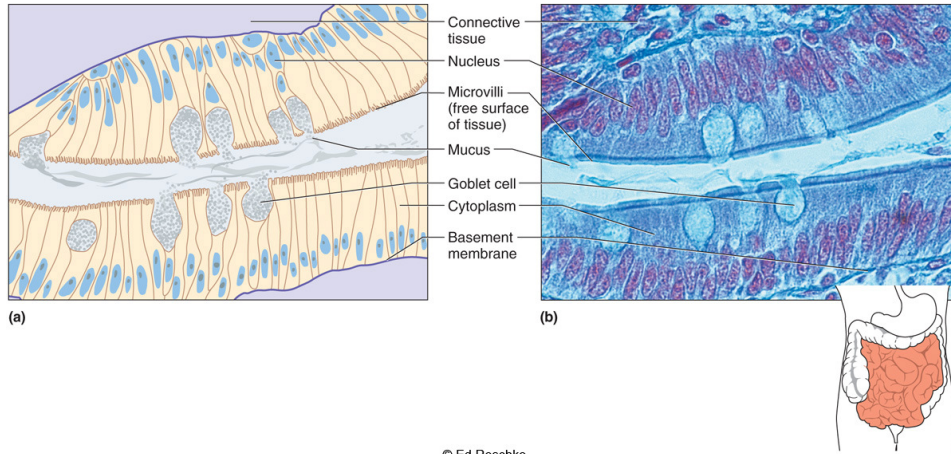 Connective
tissue
Nucleus
Microvilli
(free surface
of tissue)
Mucus
Goblet cell
Cytoplasm
Basement
membrane
(a)
(b)